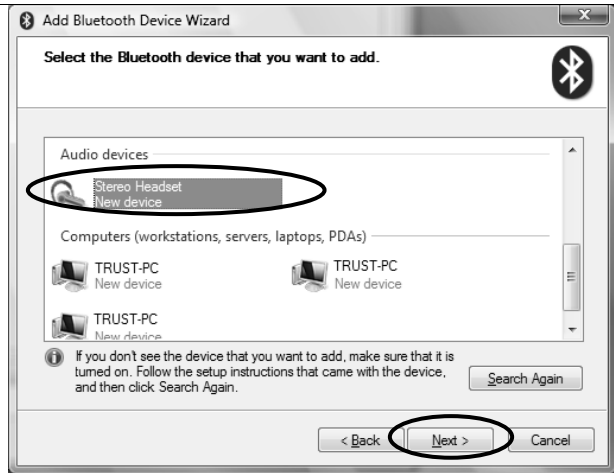 Add Bluetooth Device Wizard
Select the Bluetooth device that you want to add.
Audio devices
Stereo Headset
New device
Computers (workstations, servers, laptops, PDAs)
TRUST-PC
New device
TRUST-PC
New device
TRUST-PC
New device
If you don't see the device that you want to add, make sure that it is
turned on. Follow the setup instructions that came with the device,
and then click Search Again.
Search Again
< Back
Next >
Cancel